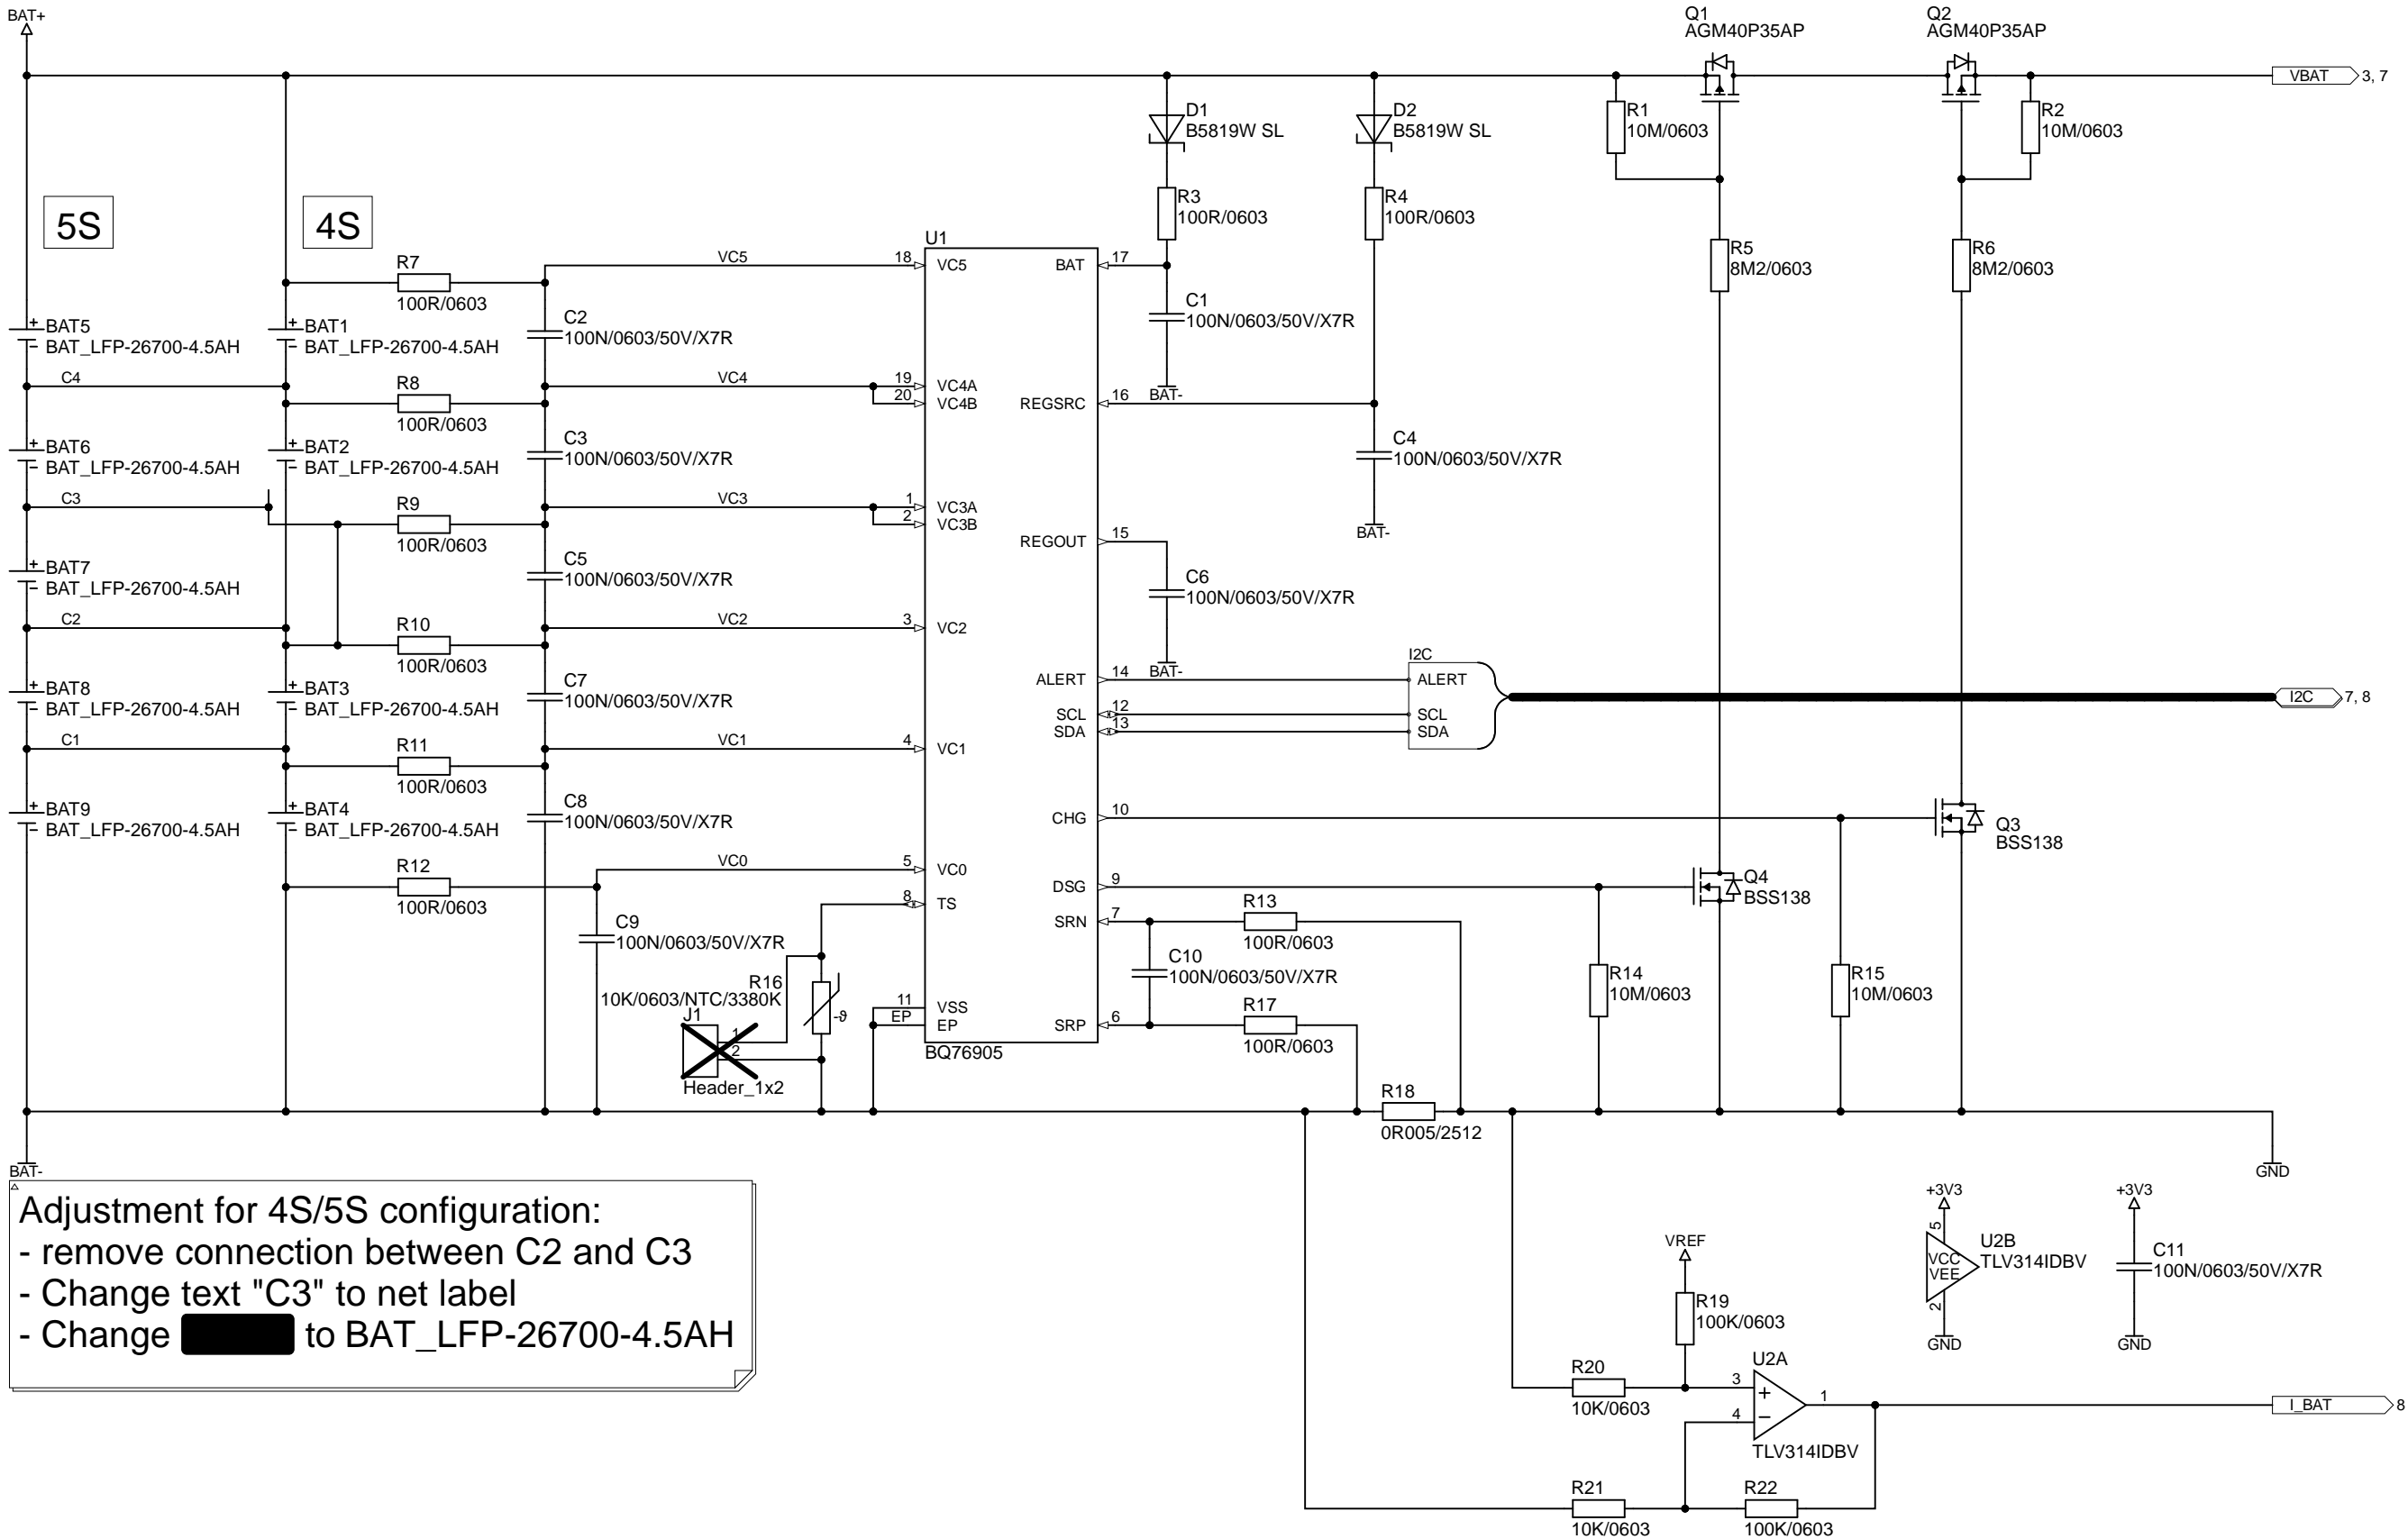 BAT+
Q1
AGM40P35AP
Q2
AGM40P35AP
VBAT 3, 7
D1
B5819W SL
D2
B5819W SL
R1
10M/0603
R2
10M/0603
R3
100R/0603
R4
100R/0603
5S
4S
R5
8M2/0603
R6
8M2/0603
U1
R7
100R/0603
VC5
18
VC5
BAT
17
C1
100N/0603/50V/X7R
BAT-
+
-
BAT5
BAT_LFP-26700-4.5AH
+
-
BAT1
BAT_LFP-26700-4.5AH
C2
100N/0603/50V/X7R
C4
R8
100R/0603
VC4
19
VC4A
20
VC4B
REGSRC
16
C4
100N/0603/50V/X7R
BAT-
+
-
BAT6
BAT_LFP-26700-4.5AH
+
-
BAT2
BAT_LFP-26700-4.5AH
C3
100N/0603/50V/X7R
C3
R9
100R/0603
VC3
1
VC3A
2
VC3B
REGOUT
15
C6
100N/0603/50V/X7R
BAT-
+
-
BAT7
BAT_LFP-26700-4.5AH
C5
100N/0603/50V/X7R
C2
R10
100R/0603
VC2
3
VC2
I2C
ALERT
14
ALERT
SCL
12
SCL
SDA
13
SDA
I2C 7, 8
+
-
BAT8
BAT_LFP-26700-4.5AH
+
-
BAT3
BAT_LFP-26700-4.5AH
C7
100N/0603/50V/X7R
C1
R11
100R/0603
VC1
4
VC1
+
-
BAT9
BAT_LFP-26700-4.5AH
+
-
BAT4
BAT_LFP-26700-4.5AH
C8
100N/0603/50V/X7R
CHG
10
Q3
BSS138
R12
100R/0603
VC0
5
VC0
8
TS
DSG
9
Q4
BSS138
SRN
7
R13
100R/0603
C9
100N/0603/50V/X7R
C10
100N/0603/50V/X7R
R14
10M/0603
R15
10M/0603
R16
10K/0603/NTC/3380K
-ϑ
J1
1
2
Header_1x2
11
VSS
EP
EP
SRP
6
R17
100R/0603
BQ76905
R18
0R005/2512
BAT-
GND
Adjustment for 4S/5S configuration:
- remove connection between C2 and C3
- Change text "C3" to net label
- Change to BAT_LFP-26700-4.5AH
+3V3
5
VCC
VEE
2
GND
U2B
TLV314IDBV
+3V3
C11
100N/0603/50V/X7R
GND
VREF
R19
100K/0603
R20
10K/0603
U2A
3
+
4
-
1
TLV314IDBV
I_BAT 8
R21
10K/0603
R22
100K/0603